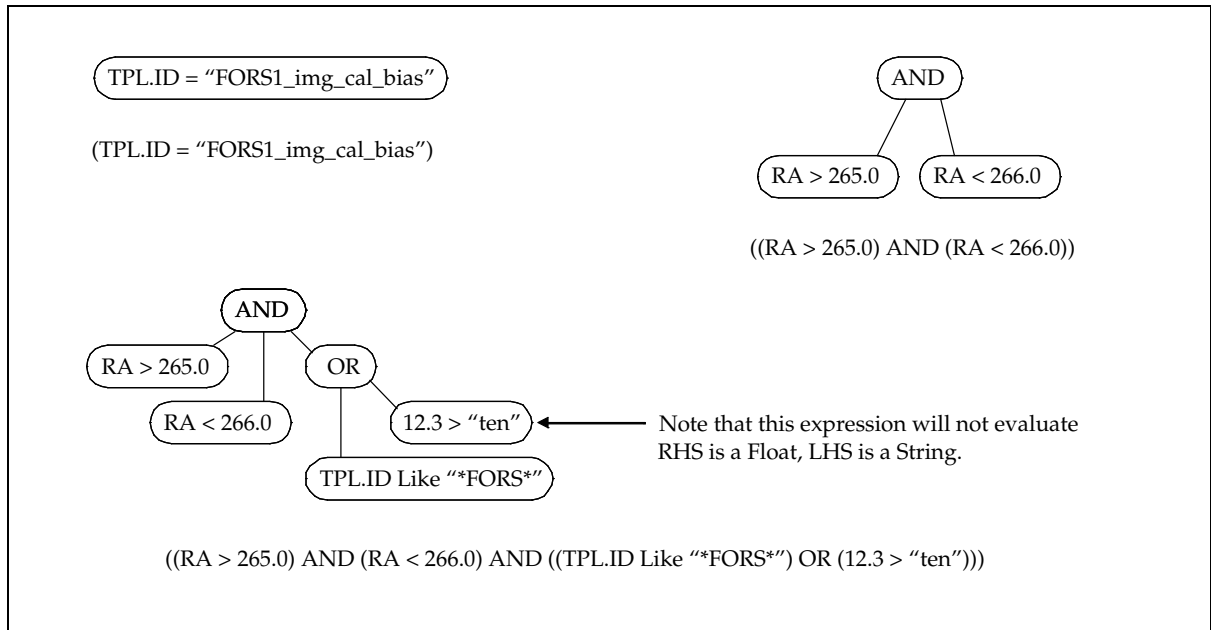 TPL.ID = “FORS1_img_cal_bias”
(TPL.ID = “FORS1_img_cal_bias”)
AND
RA > 265.0 RA < 266.0
((RA > 265.0) AND (RA < 266.0))
AND
RA > 265.0
OR
RA < 266.0
12.3 > “ten”
Note that this expression will not evaluate
RHS is a Float, LHS is a String.
TPL.ID Like “*FORS*”
((RA > 265.0) AND (RA < 266.0) AND ((TPL.ID Like “*FORS*”) OR (12.3 > “ten”)))